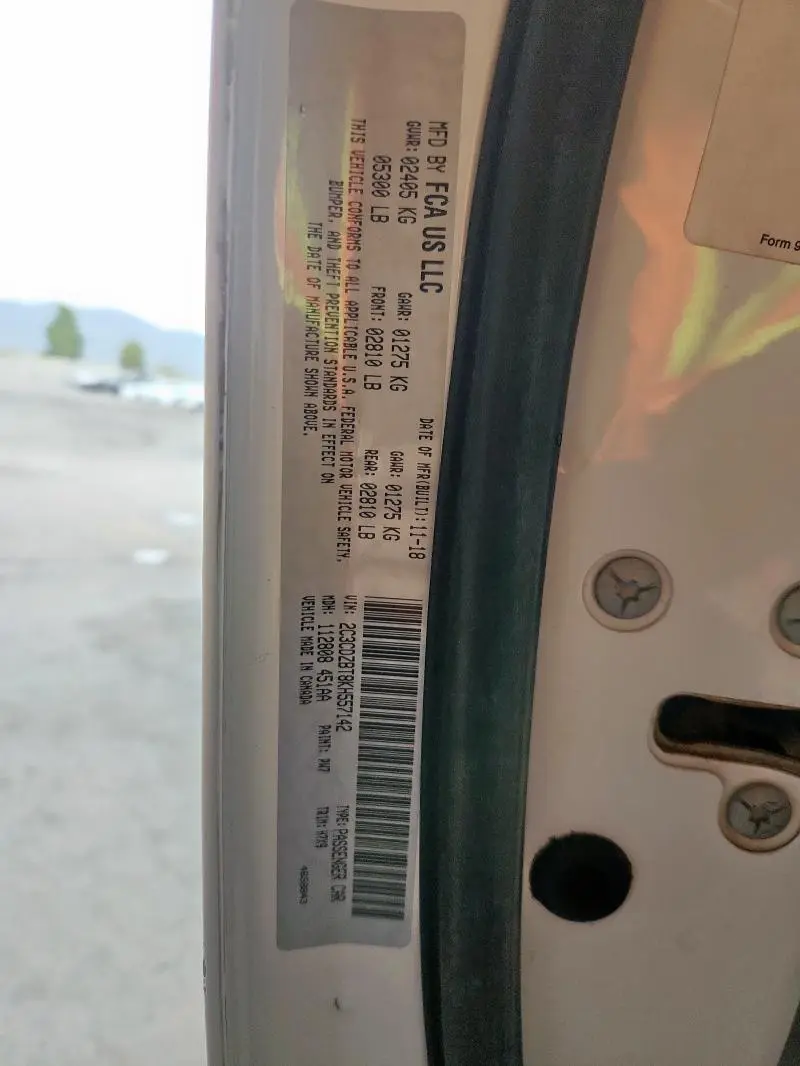 MFD BY FCA US LLC
DATE OF MFR(BUILT): 11-18
GVWR: 02405 KG GAWR: 01275 KG GAWR: 01275 KG
05300 LB FRONT: 02810 LB REAR: 02810 LB
THIS VEHICLE CONFORMS TO ALL APPLICABLE U.S.A. FEDERAL MOTOR VEHICLE SAFETY,
BUMPER, AND THEFT PREVENTION STANDARDS IN EFFECT ON
THE DATE OF MANUFACTURE SHOWN ABOVE.
VIN: 2C3CDZBT8KH557142 TYPE: PASSENGER CAR
MDH: 112808 451AA PAINT: PW7 TRIM: H7X9
VEHICLE MADE IN CANADA
Form 9